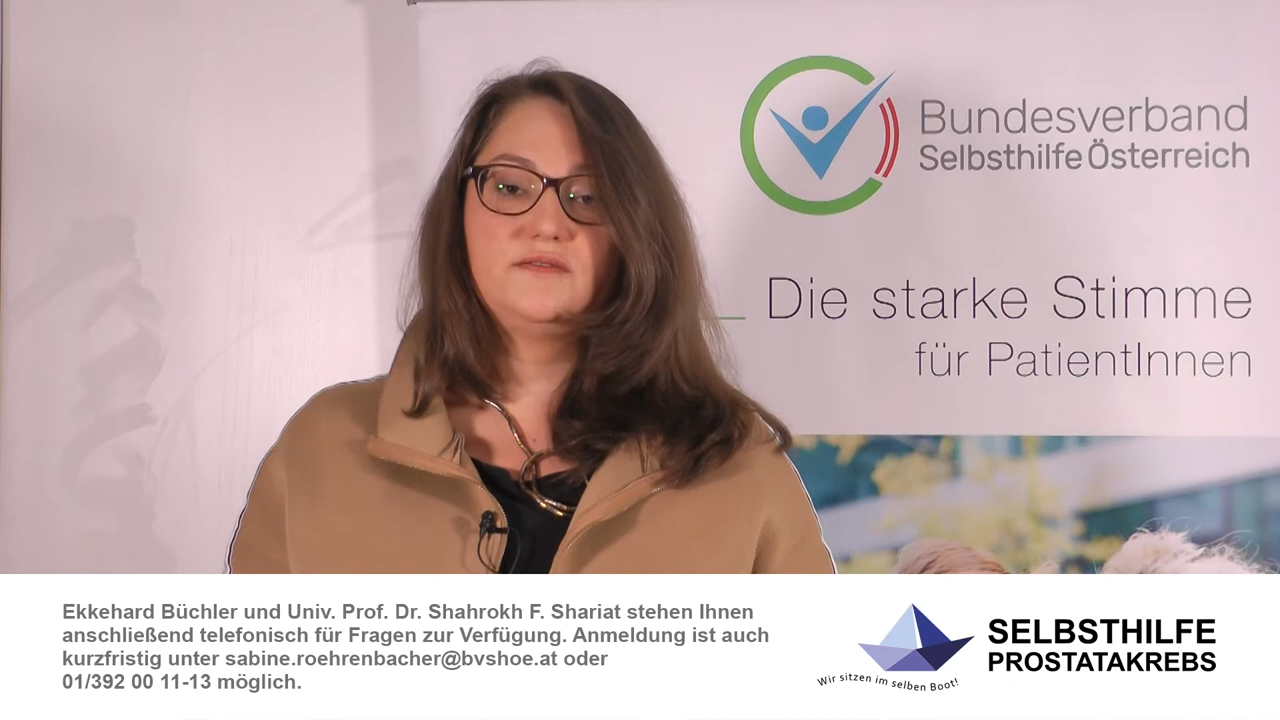 Bundesverband
Selbsthilfe Österreich
Die starke Stimme
für PatientInnen
Ekkehard Büchler und Univ. Prof. Dr. Shahrokh F. Shariat stehen Ihnen
anschließend telefonisch für Fragen zur Verfügung. Anmeldung ist auch
kurzfristig unter sabine.roehrenbacher@bvshoe.at oder
01/392 00 11-13 möglich.
SELBSTHILFE
PROSTATAKREBS
Wir sitzen im selben Boot!